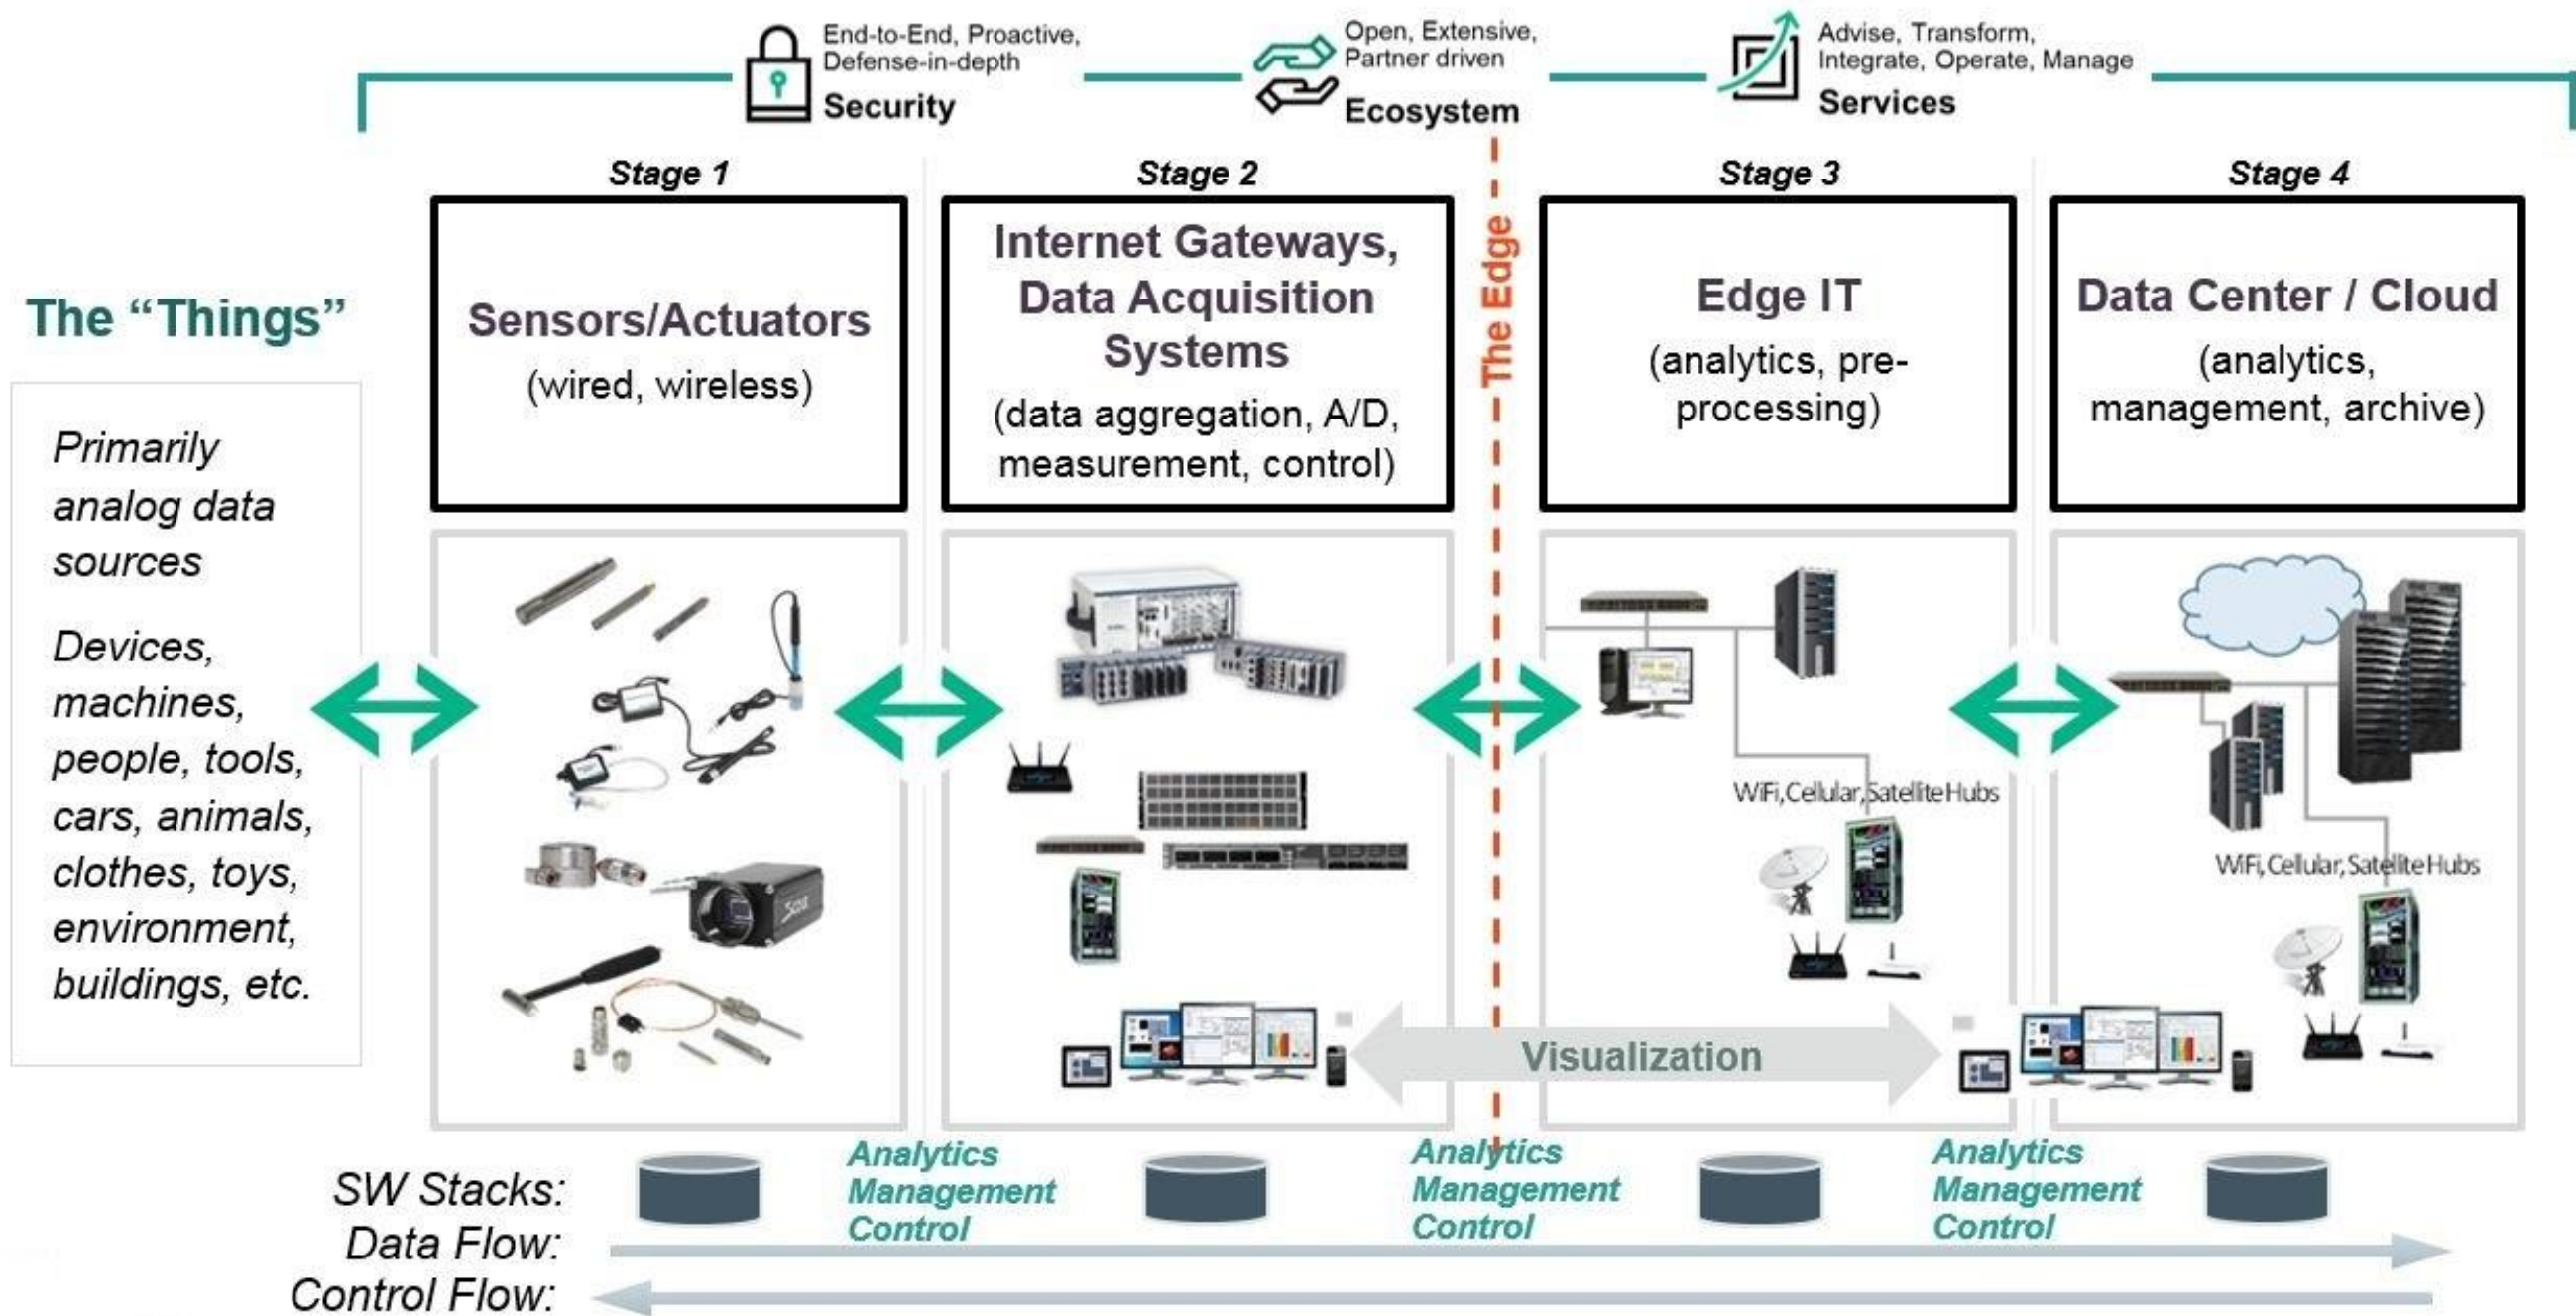 End-to-End, Proactive,
Defense-in-depth
Security
Open, Extensive,
Partner driven
Ecosystem
Advise, Transform,
Integrate, Operate, Manage
Services
The “Things”
Primarily
analog data
sources
Devices,
machines,
people, tools,
cars, animals,
clothes, toys,
environment,
buildings, etc.
Stage 1
Sensors/Actuators
(wired, wireless)
Scout
Stage 2
Internet Gateways,
Data Acquisition
Systems
(data aggregation, A/D,
measurement, control)
The Edge
Stage 3
Edge IT
(analytics, pre-
processing)
WiFi, Cellular, Satellite Hubs
Stage 4
Data Center / Cloud
(analytics,
management, archive)
WiFi, Cellular, Satellite Hubs
Visualization
SW Stacks:
Analytics
Management
Control
Analytics
Management
Control
Analytics
Management
Control
Data Flow:
Control Flow: